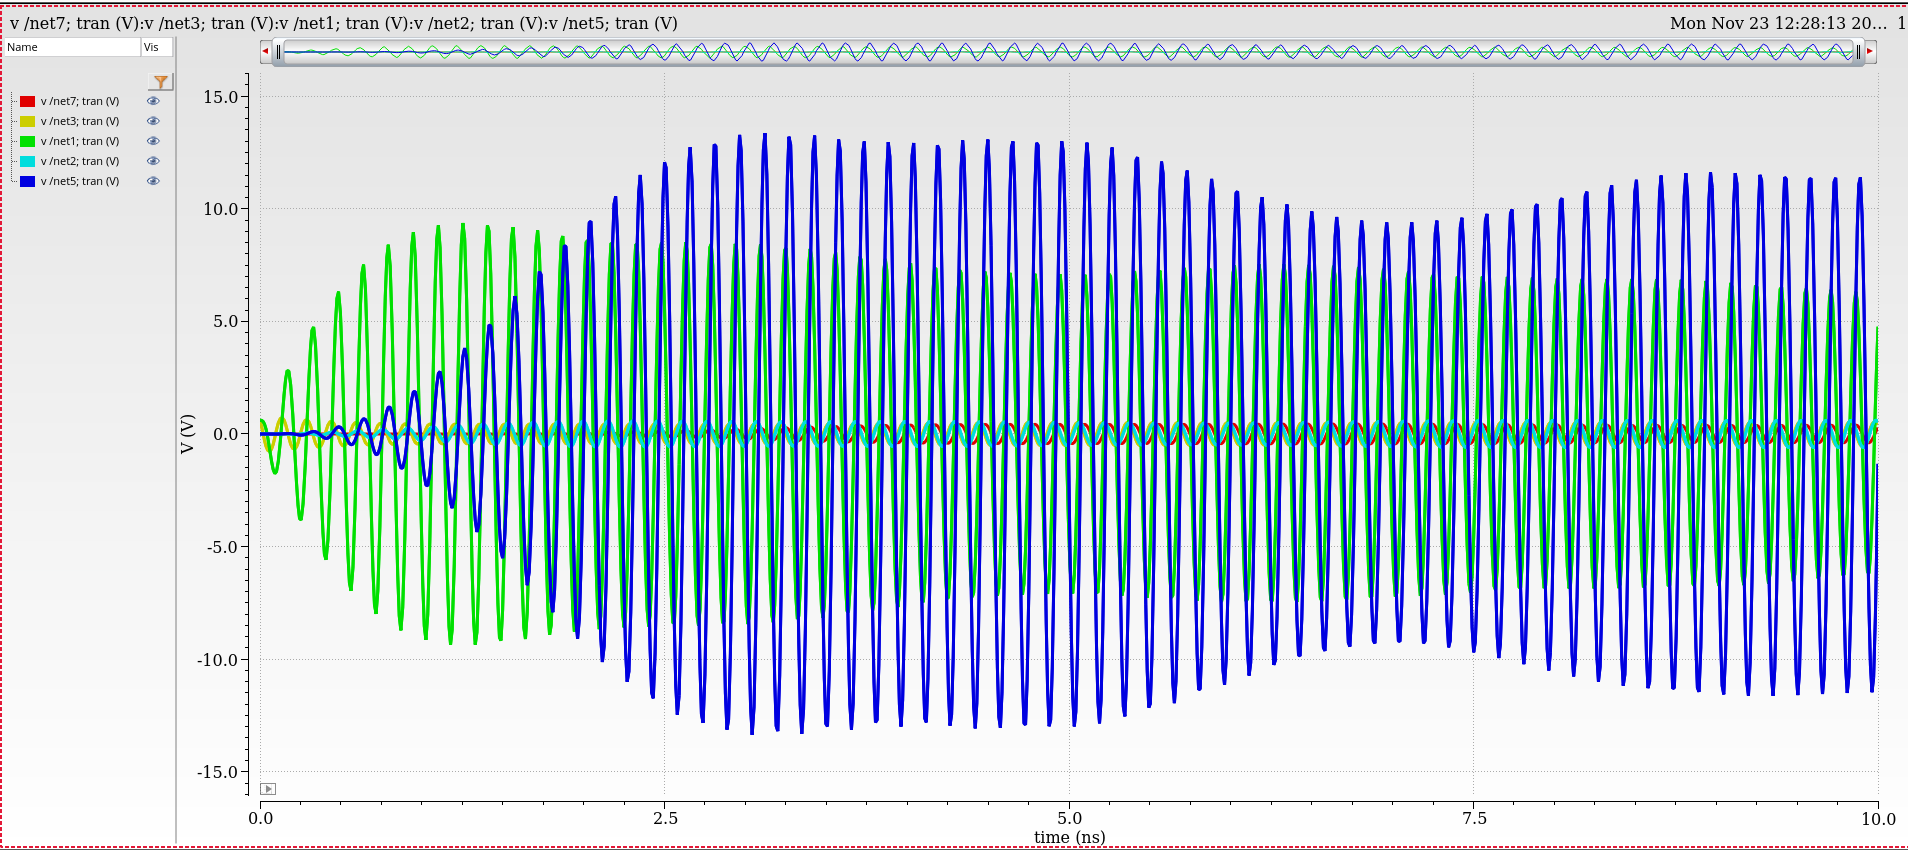 v /net7; tran (V):v /net3; tran (V):v /net1; tran (V):v /net2; tran (V):v /net5; tran (V)
Mon Nov 23 12:28:13 20... 1
Name Vis
v /net7; tran (V)
v /net3; tran (V)
v /net1; tran (V)
v /net2; tran (V)
v /net5; tran (V)
V (V)
15.0
10.0
5.0
0.0
-5.0
-10.0
-15.0
0.0 2.5 5.0 7.5 10.0
time (ns)